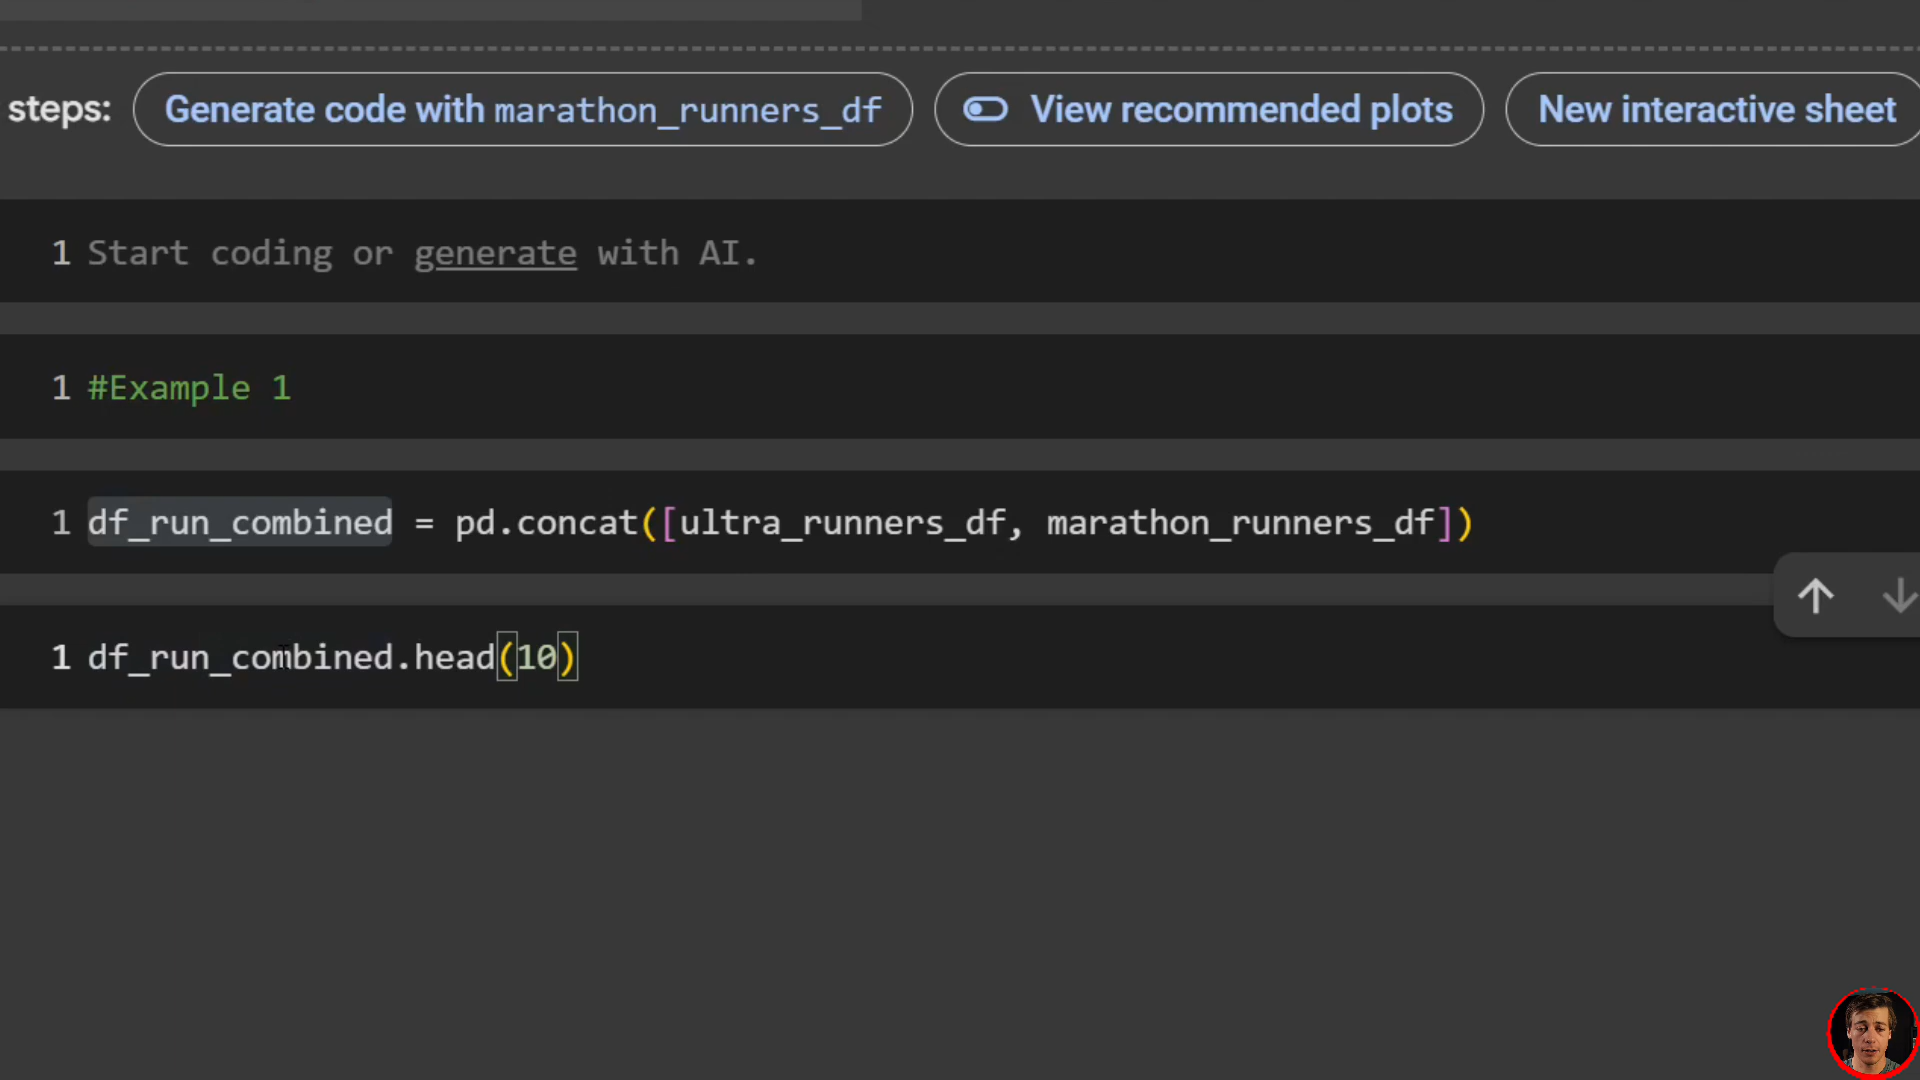 steps: Generate code with marathon_runners_df View recommended plots New interactive sheet
1 Start coding or generate with AI.
1 #Example 1
1 df_run_combined = pd.concat([ultra_runners_df, marathon_runners_df])
1 df_run_combined.head(10)